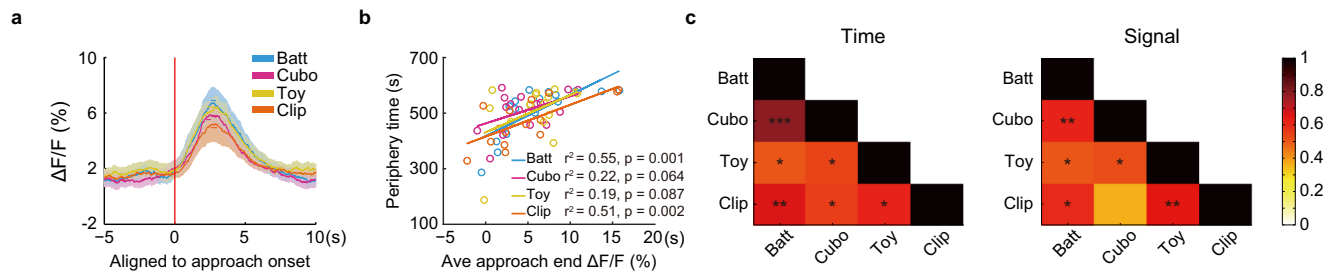 a
ΔF/F (%)
10
6
2
−2
−5
0
5
10(s)
Aligned to approach onset
Batt
Cubo
Toy
Clip
b
Periphery time (s)
700
500
300
100
−5
0
5
10
15
20 (s)
Ave approach end ΔF/F (%)
Batt r² = 0.55, p = 0.001
Cubo r² = 0.22, p = 0.064
Toy r² = 0.19, p = 0.087
Clip r² = 0.51, p = 0.002
c
Time
Batt
Cubo
Toy
Clip
***
* *
** * *
Batt
Cubo
Toy
Clip
Signal
Batt
Cubo
Toy
Clip
**
* *
* **
Batt
Cubo
Toy
Clip
1
0.8
0.6
0.4
0.2
0